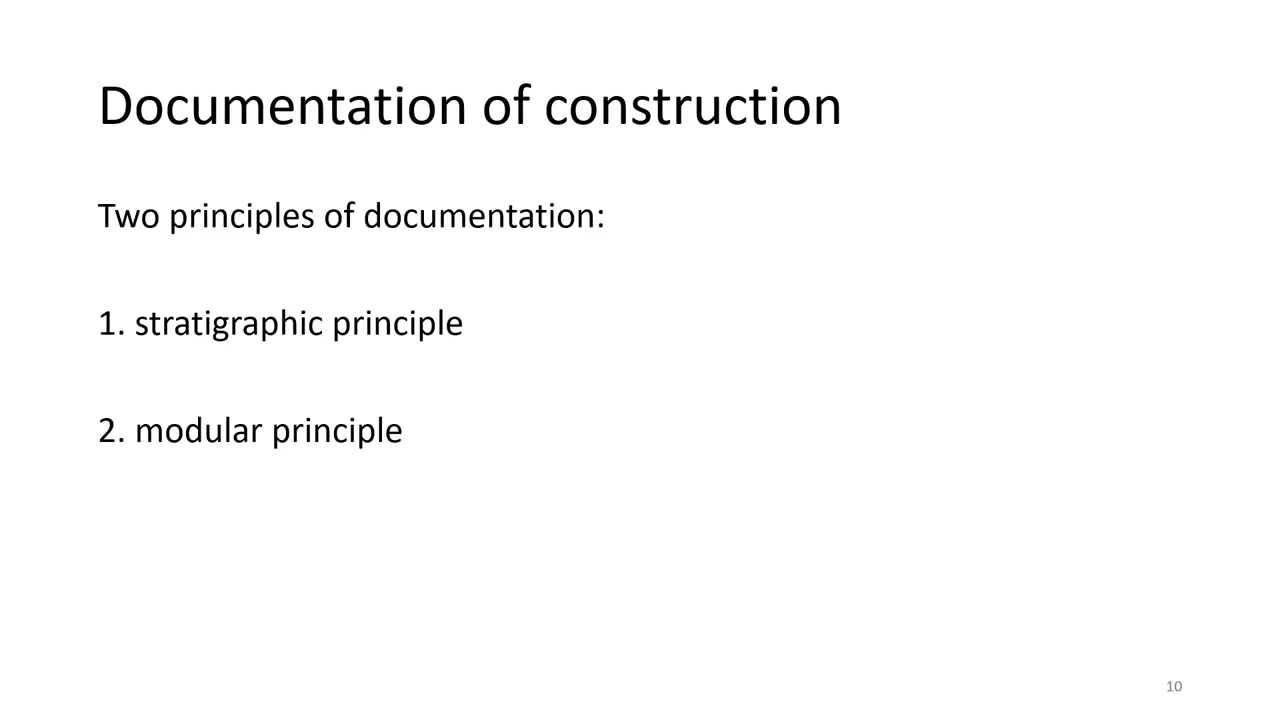 Documentation of construction
Two principles of documentation:
1. stratigraphic principle
2. modular principle
10